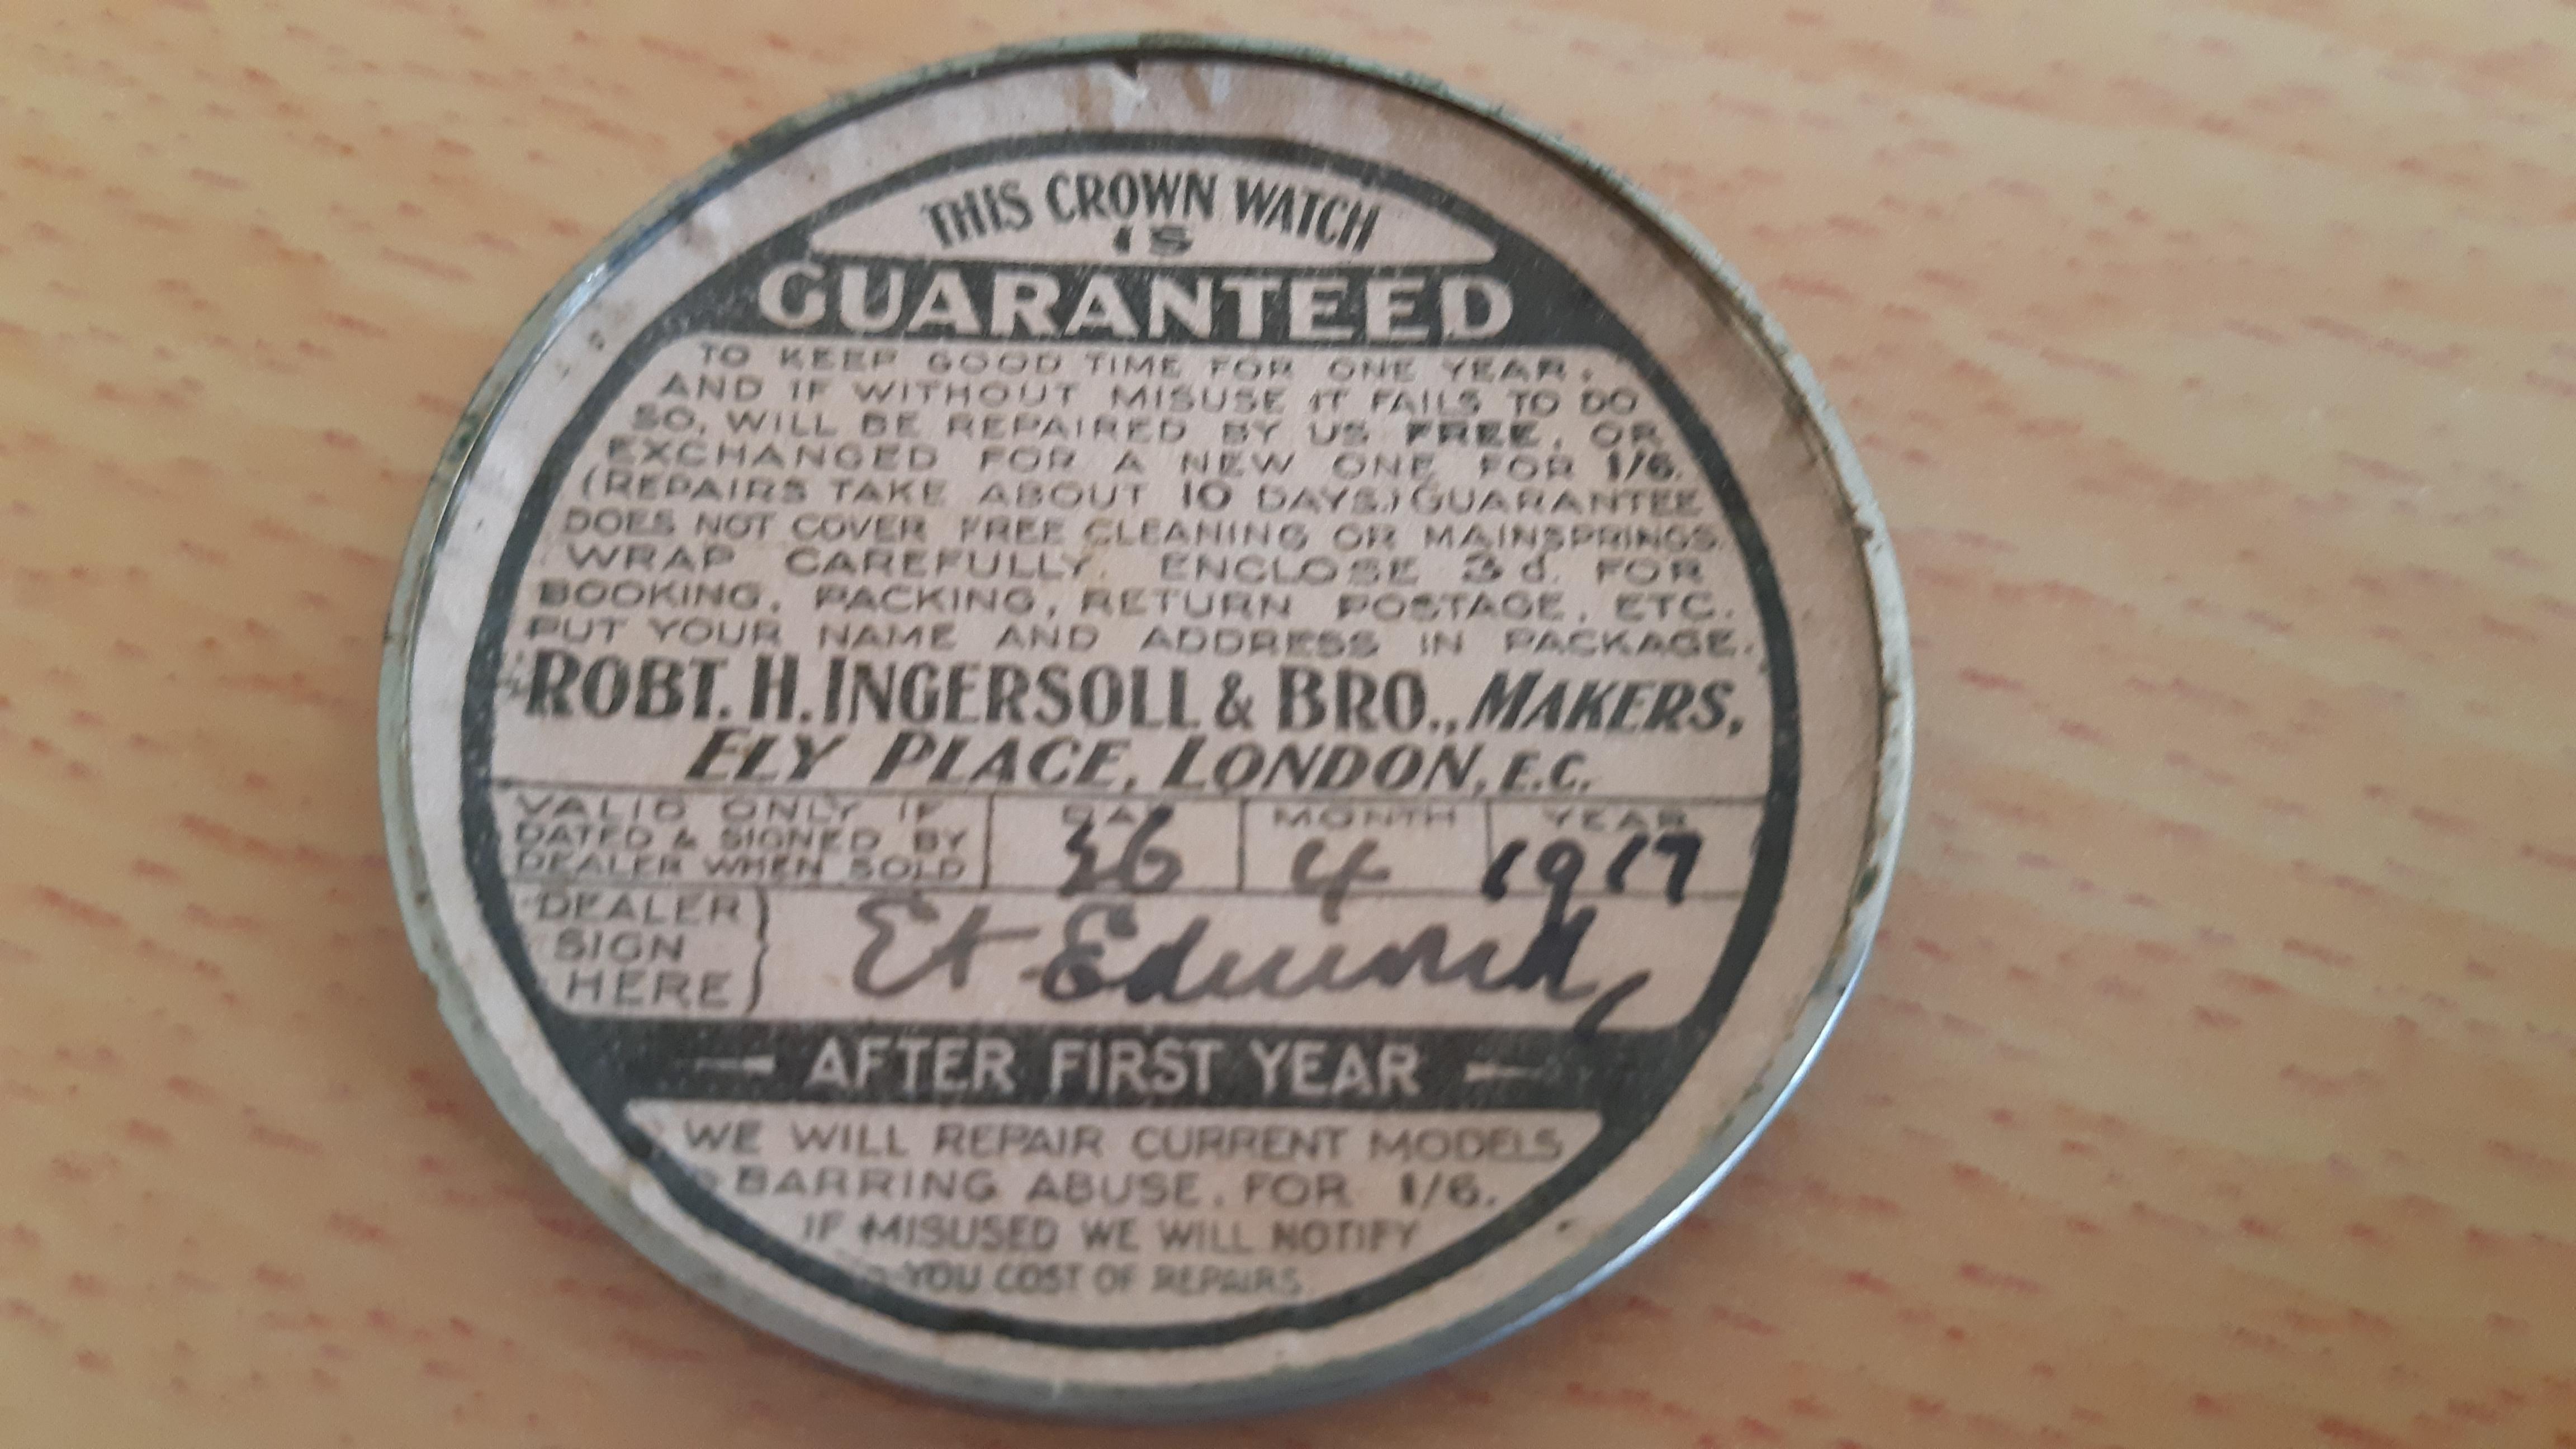 THIS CROWN WATCH
IS
GUARANTEED
TO KEEP GOOD TIME FOR ONE YEAR,
AND IF WITHOUT MISUSE IT FAILS TO DO
SO, WILL BE REPAIRED BY US FREE, OR
EXCHANGED FOR A NEW ONE FOR 1/6.
(REPAIRS TAKE ABOUT 10 DAYS.) GUARANTEE
DOES NOT COVER FREE CLEANING OR MAINSPRINGS.
WRAP CAREFULLY. ENCLOSE 3d. FOR
BOOKING, PACKING, RETURN POSTAGE, ETC.
PUT YOUR NAME AND ADDRESS IN PACKAGE.
ROBT. H. INGERSOLL & BRO., MAKERS,
ELY PLACE, LONDON, E.C.
VALID ONLY IF DAY MONTH YEAR
DATED & SIGNED BY 4 1917
DEALER WHEN SOLD
DEALER
SIGN
HERE
AFTER FIRST YEAR
WE WILL REPAIR CURRENT MODELS
BARRING ABUSE, FOR 1/6.
IF MISUSED WE WILL NOTIFY
YOU COST OF REPAIRS.